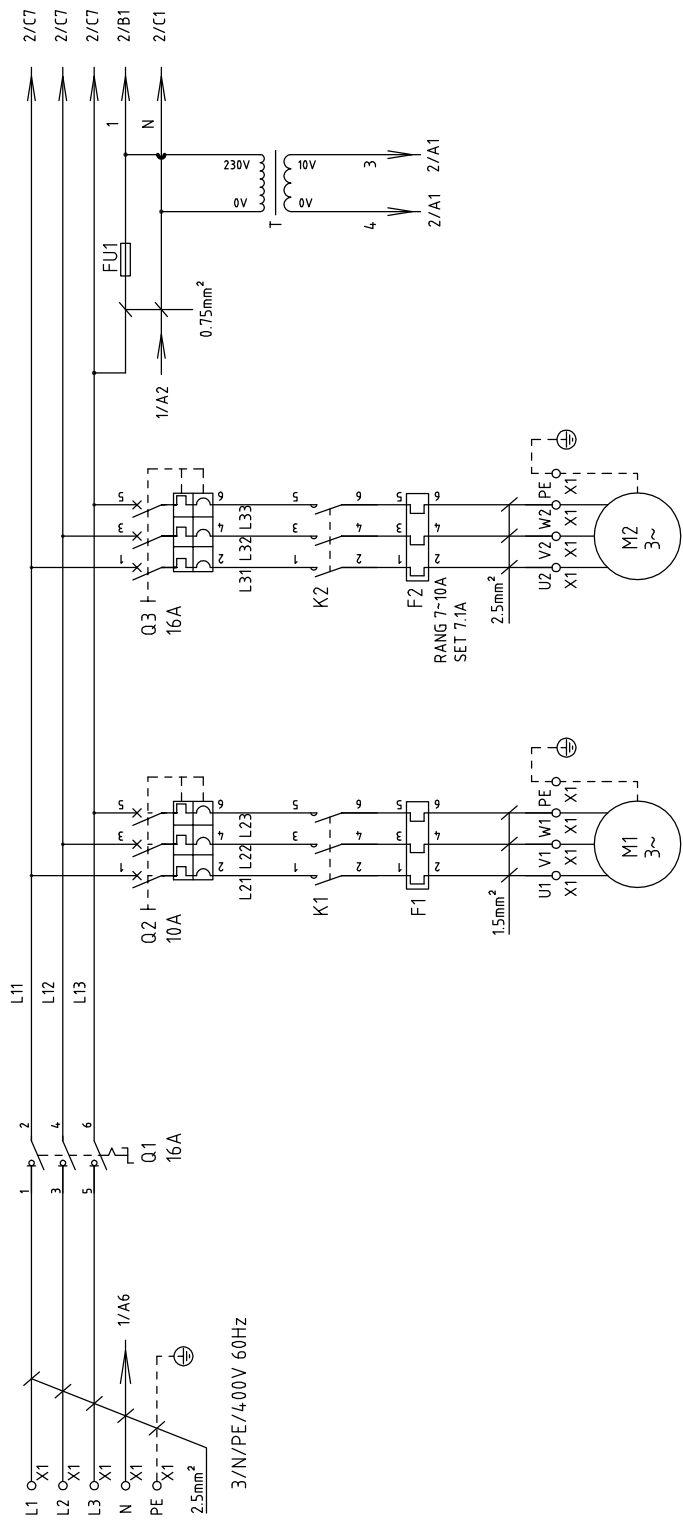 2/C7
2/C7
2/C7
2/B1
2/C1
1
N
FU1
230V
0V
10V
0V
T
3
4
2/A1
2/A1
0.75mm²
1/A2
5
3
1
Q3
16A
6
4
2
L33
L32
L31
5
3
1
K2
6
4
2
5
3
1
F2
6
4
2
RANG 7~10A
SET 7.1A
2.5mm²
PE
W2
V2
U2
X1
X1
X1
X1
M2
3~
5
3
1
Q2
10A
6
4
2
L23
L22
L21
5
3
1
K1
6
4
2
5
3
1
F1
6
4
2
1.5mm²
PE
W1
V1
U1
X1
X1
X1
X1
M1
3~
L11
L12
L13
2
4
6
1
3
5
Q1
16A
1/A6
3/N/PE/400V 60Hz
L1
X1
L2
X1
L3
X1
N
X1
PE
X1
2.5mm²